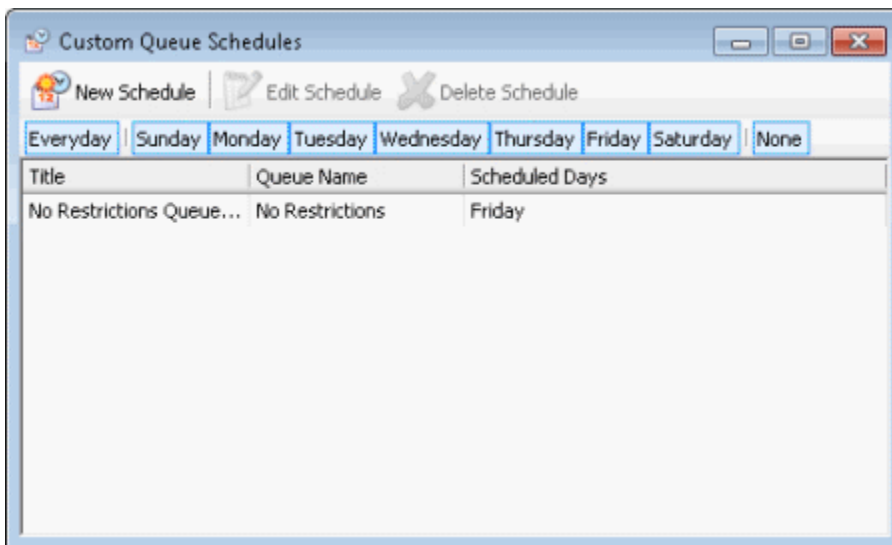 Custom Queue Schedules
New Schedule Edit Schedule Delete Schedule
Everyday Sunday Monday Tuesday Wednesday Thursday Friday Saturday None
Title Queue Name Scheduled Days
No Restrictions Queue... No Restrictions Friday